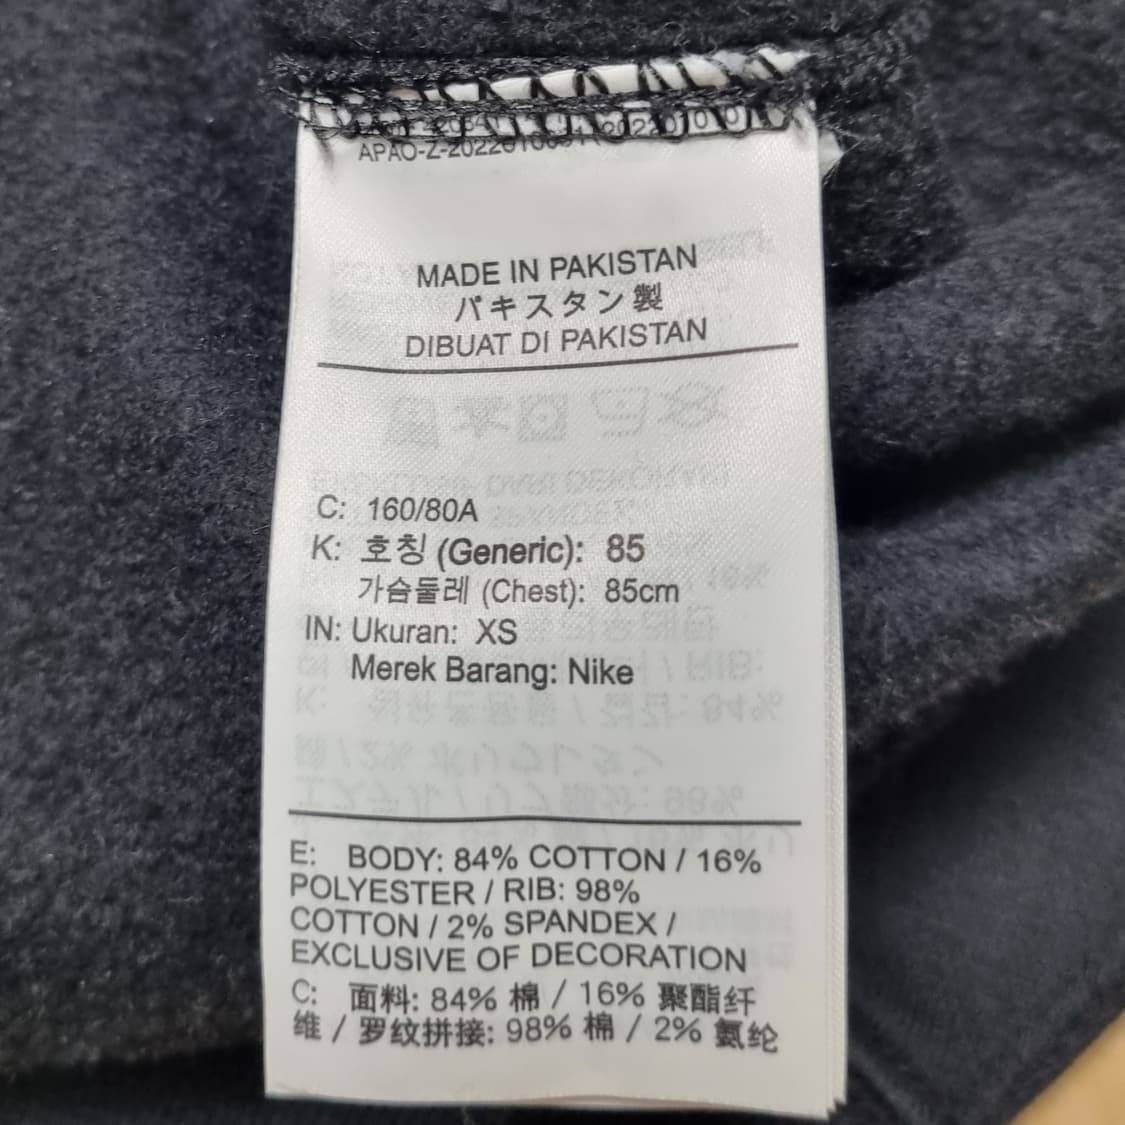 MADE IN PAKISTAN
パキスタン製
DIBUAT DI PAKISTAN
C: 160/80A
K: 호칭 (Generic): 85
가슴둘레 (Chest): 85cm
IN: Ukuran: XS
Merek Barang: Nike
E: BODY: 84% COTTON / 16%
POLYESTER / RIB: 98%
COTTON / 2% SPANDEX /
EXCLUSIVE OF DECORATION
C: 面料: 84% 棉 / 16% 聚酯纤
维 / 罗纹拼接: 98% 棉 / 2% 氨纶